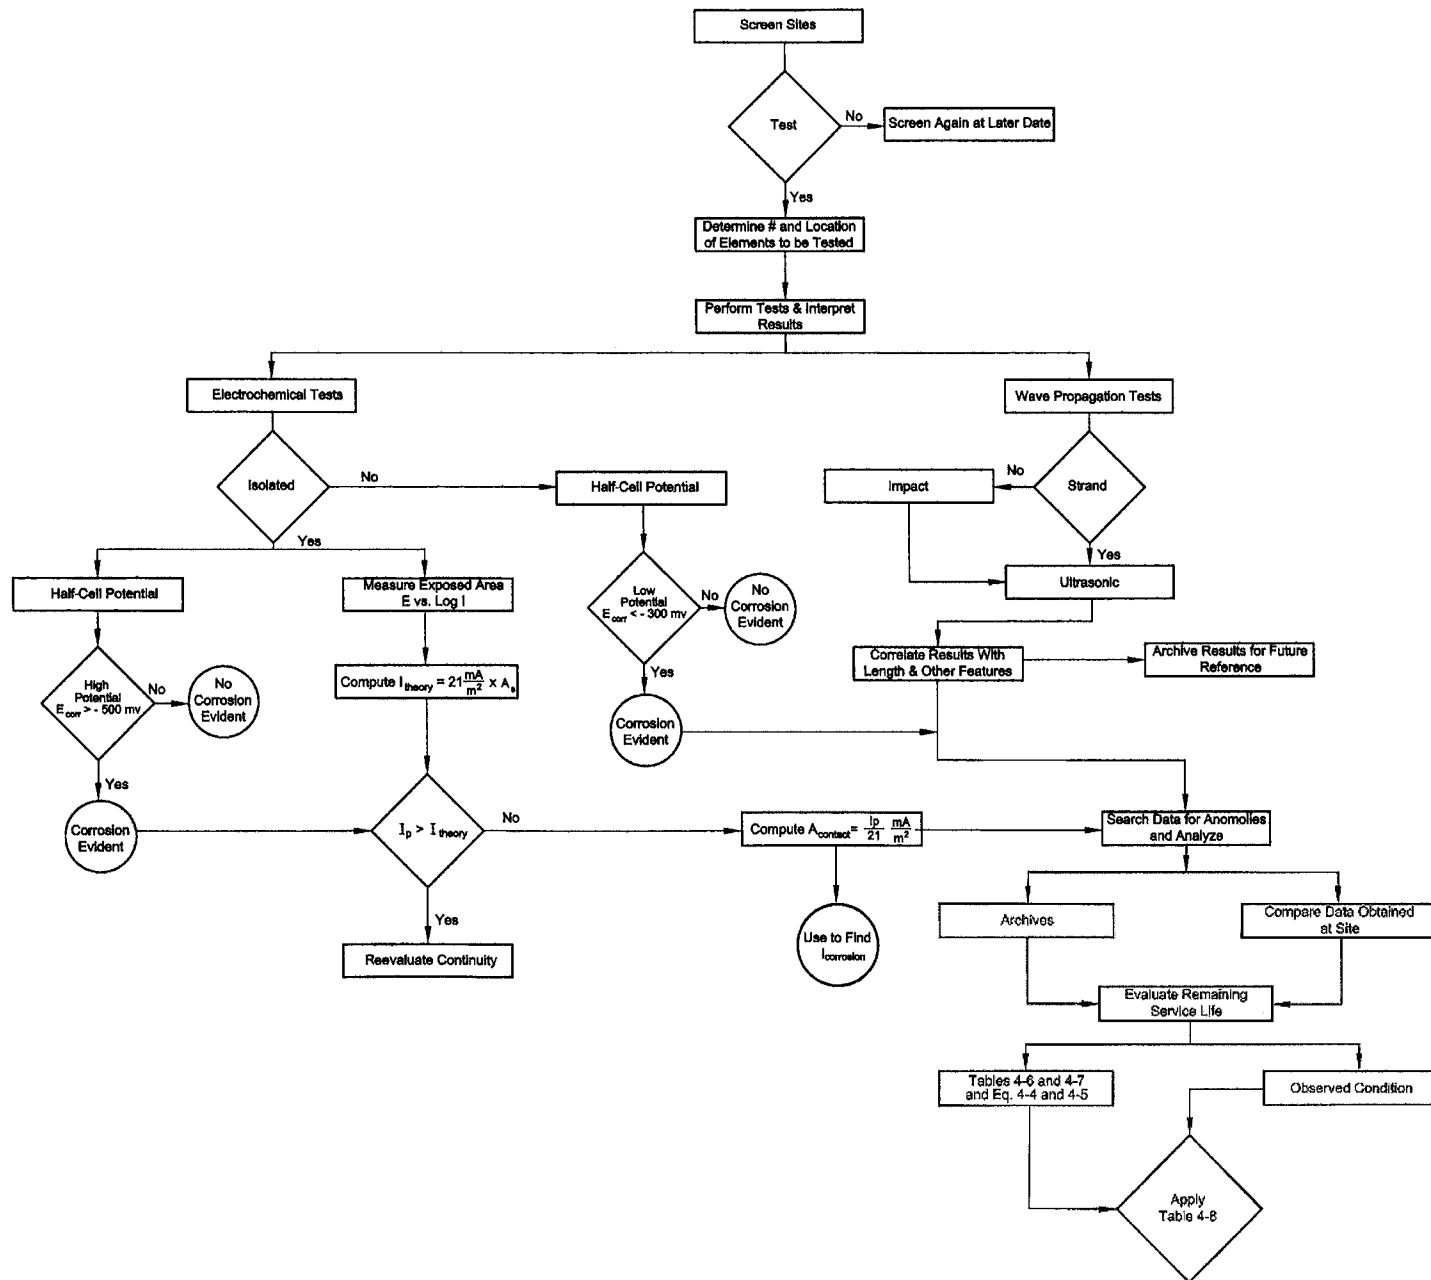 Screen Sites
Test
No
Screen Again at Later Date
Yes
Determine # and Location
of Elements to be Tested
Perform Tests & Interpret
Results
Electrochemical Tests
Wave Propagation Tests
Isolated
No
Half-Cell Potential
Impact
No
Strand
Yes
Yes
Half-Cell Potential
Measure Exposed Area
E vs. Log I
Low
Potential
E corr < - 300 mv
No
No
Corrosion
Evident
Ultrasonic
High
Potential
E corr > - 500 mv
No
No
Corrosion
Evident
Compute I theory = 21 mA/m² x A s
Yes
Corrosion
Evident
Correlate Results With
Length & Other Features
Archive Results for Future
Reference
Yes
Corrosion
Evident
I p > I theory
No
Compute A contact = Ip/21 mA/m²
Search Data for Anomolies
and Analyze
Yes
Reevaluate Continuity
Use to Find
I corrosion
Archives
Compare Data Obtained
at Site
Evaluate Remaining
Service Life
Tables 4-6 and 4-7
and Eq. 4-4 and 4-5
Observed Condition
Apply
Table 4-8